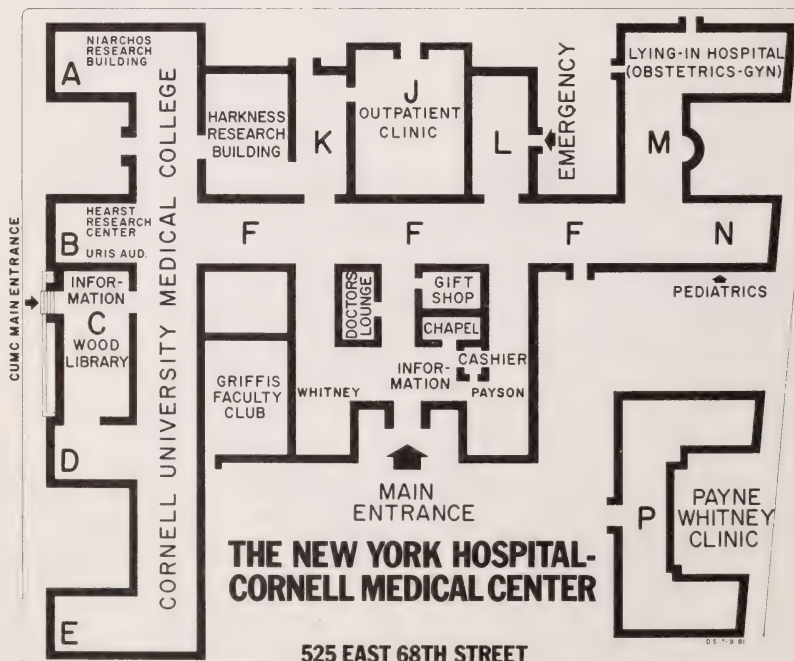 NIARCHOS
RESEARCH
BUILDING
A
CORNELL UNIVERSITY MEDICAL COLLEGE
HARKNESS
RESEARCH
BUILDING
K
J
OUTPATIENT
CLINIC
L
EMERGENCY
LYING-IN HOSPITAL
(OBSTETRICS-GYN)
M
HEARST
RESEARCH
CENTER
B
URIS AUD.
F
F
F
N
PEDIATRICS
CUMC MAIN ENTRANCE
INFOR-
MATION
C
WOOD
LIBRARY
DOCTORS
LOUNGE
GIFT
SHOP
CHAPEL
CASHIER
INFOR-
MATION
GRIFFIS
FACULTY
CLUB
WHITNEY
PAYSON
D
MAIN
ENTRANCE
P
PAYNE
WHITNEY
CLINIC
E
THE NEW YORK HOSPITAL-
CORNELL MEDICAL CENTER
525 EAST 68TH STREET